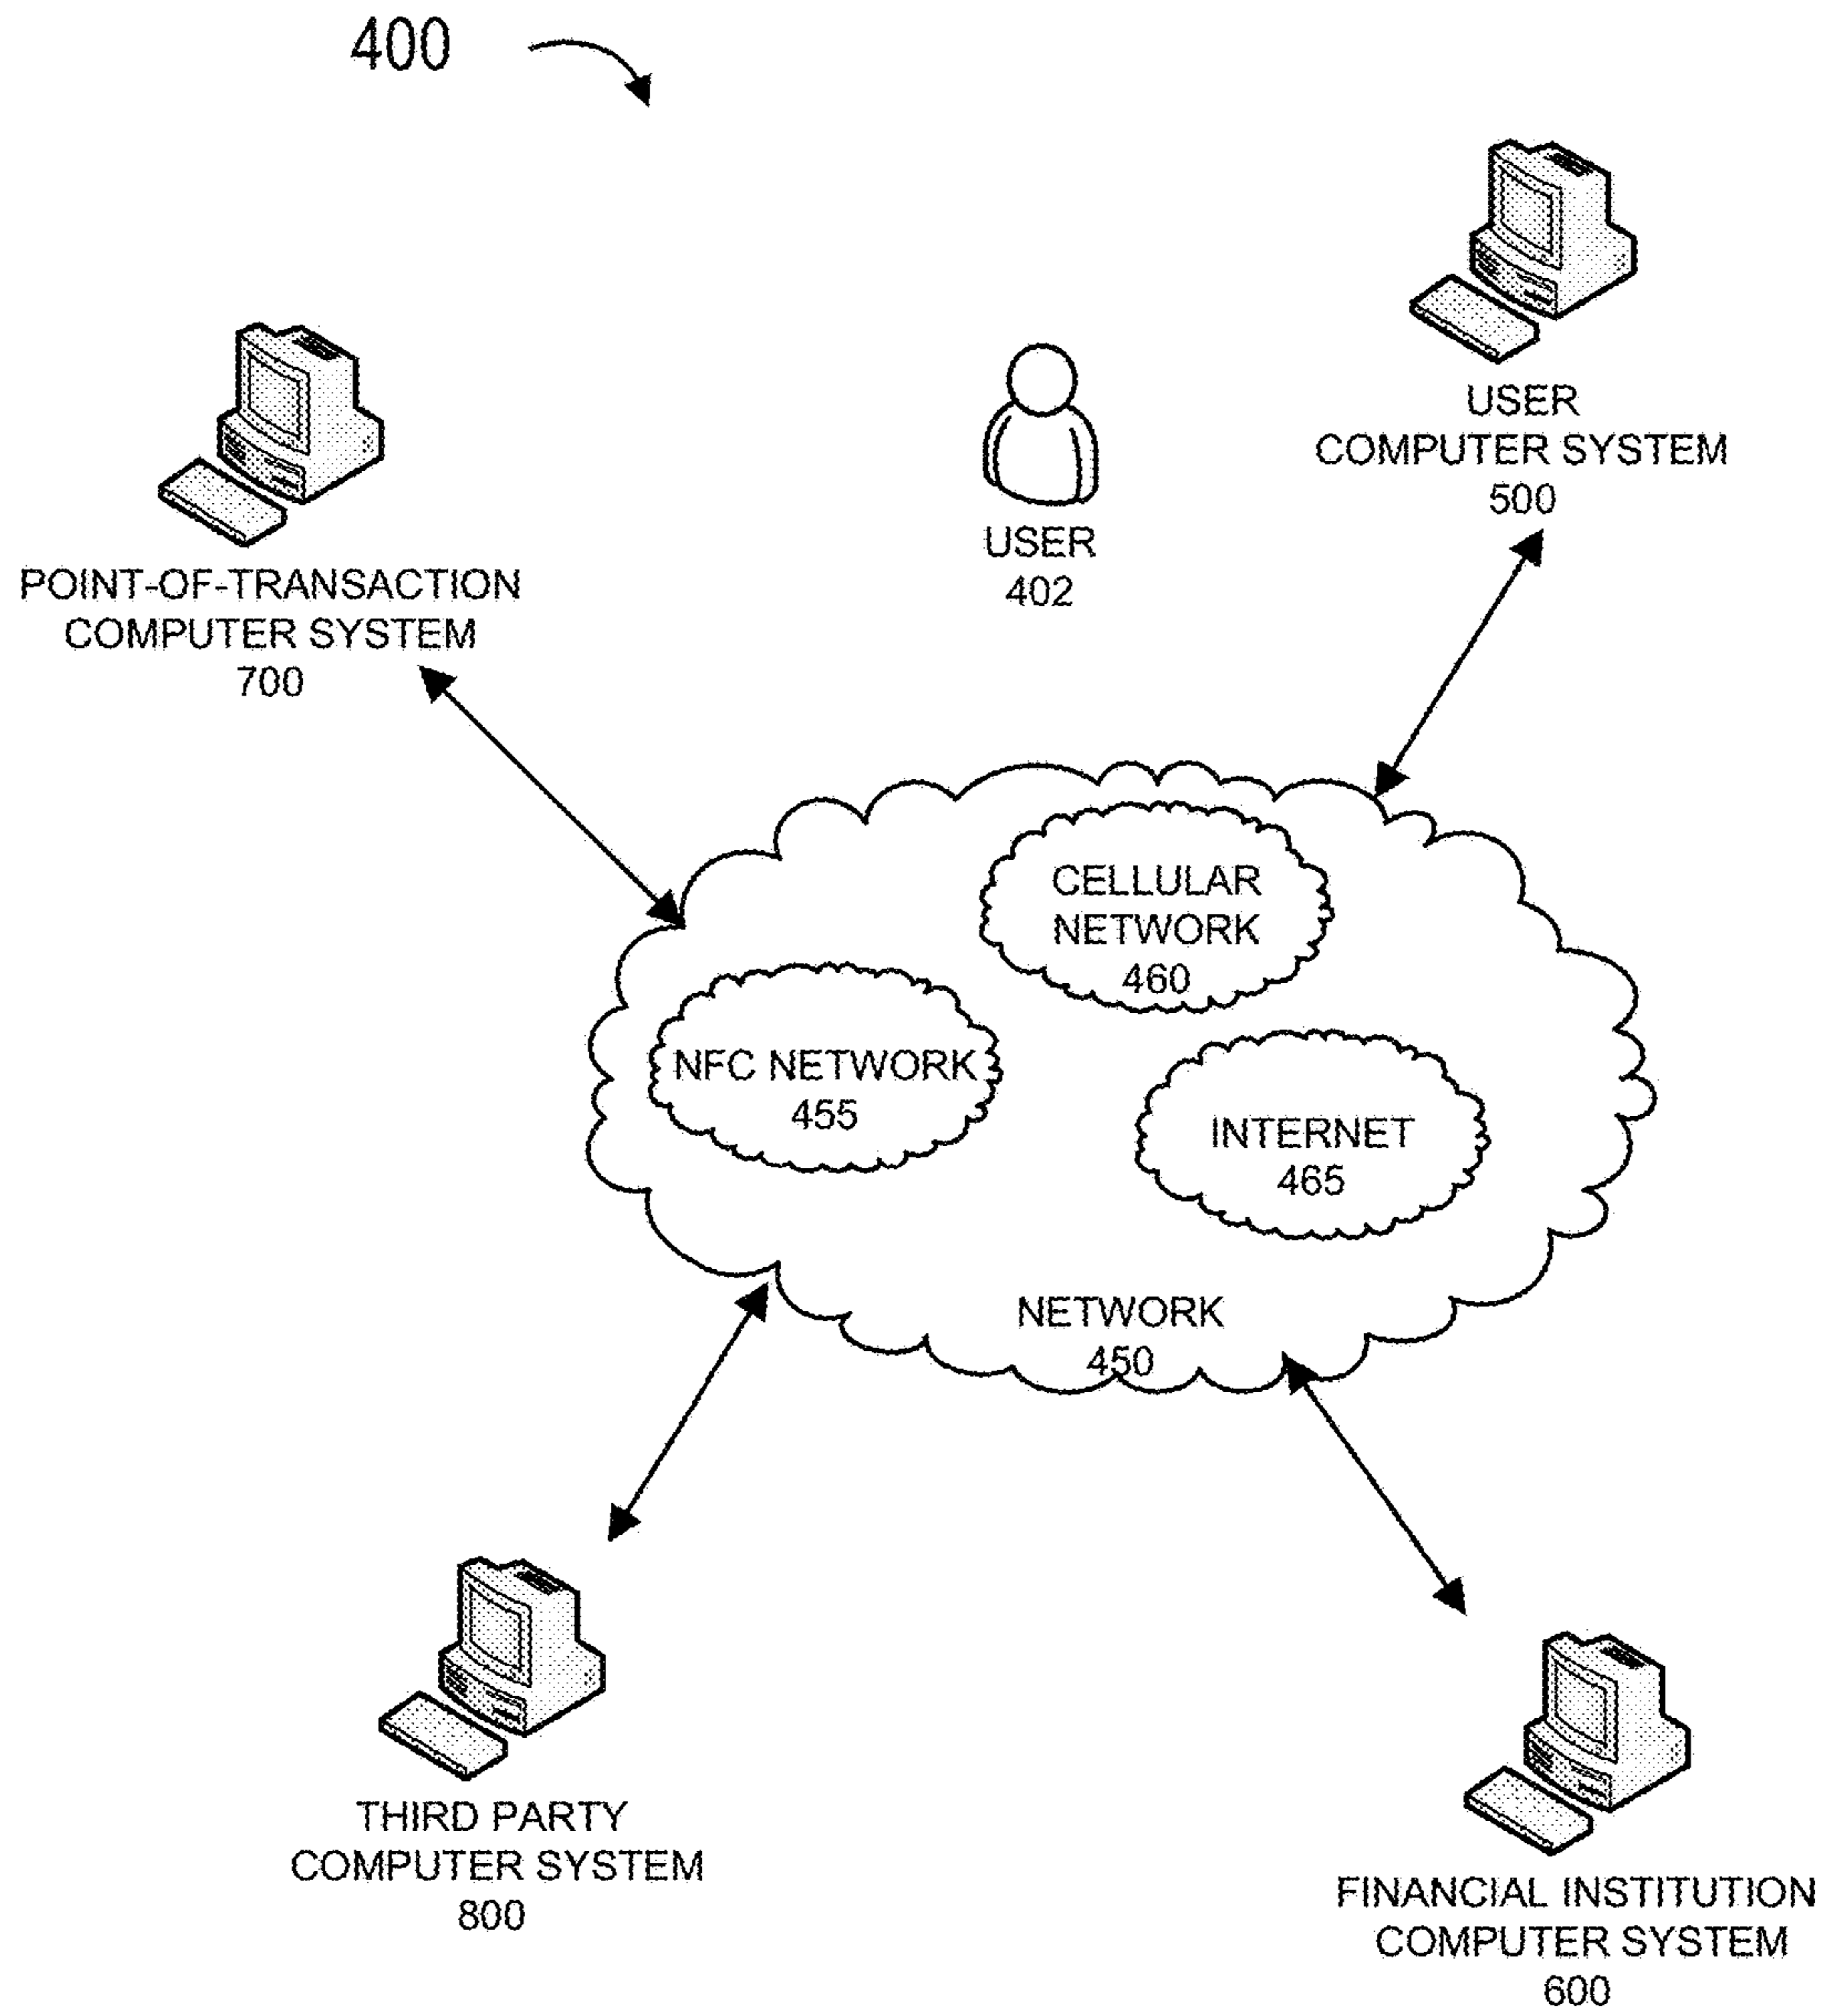 400
USER
COMPUTER SYSTEM
500
USER
402
POINT-OF-TRANSACTION
COMPUTER SYSTEM
700
CELLULAR
NETWORK
460
NFC NETWORK
455
INTERNET
465
NETWORK
450
THIRD PARTY
COMPUTER SYSTEM
800
FINANCIAL INSTITUTION
COMPUTER SYSTEM
600